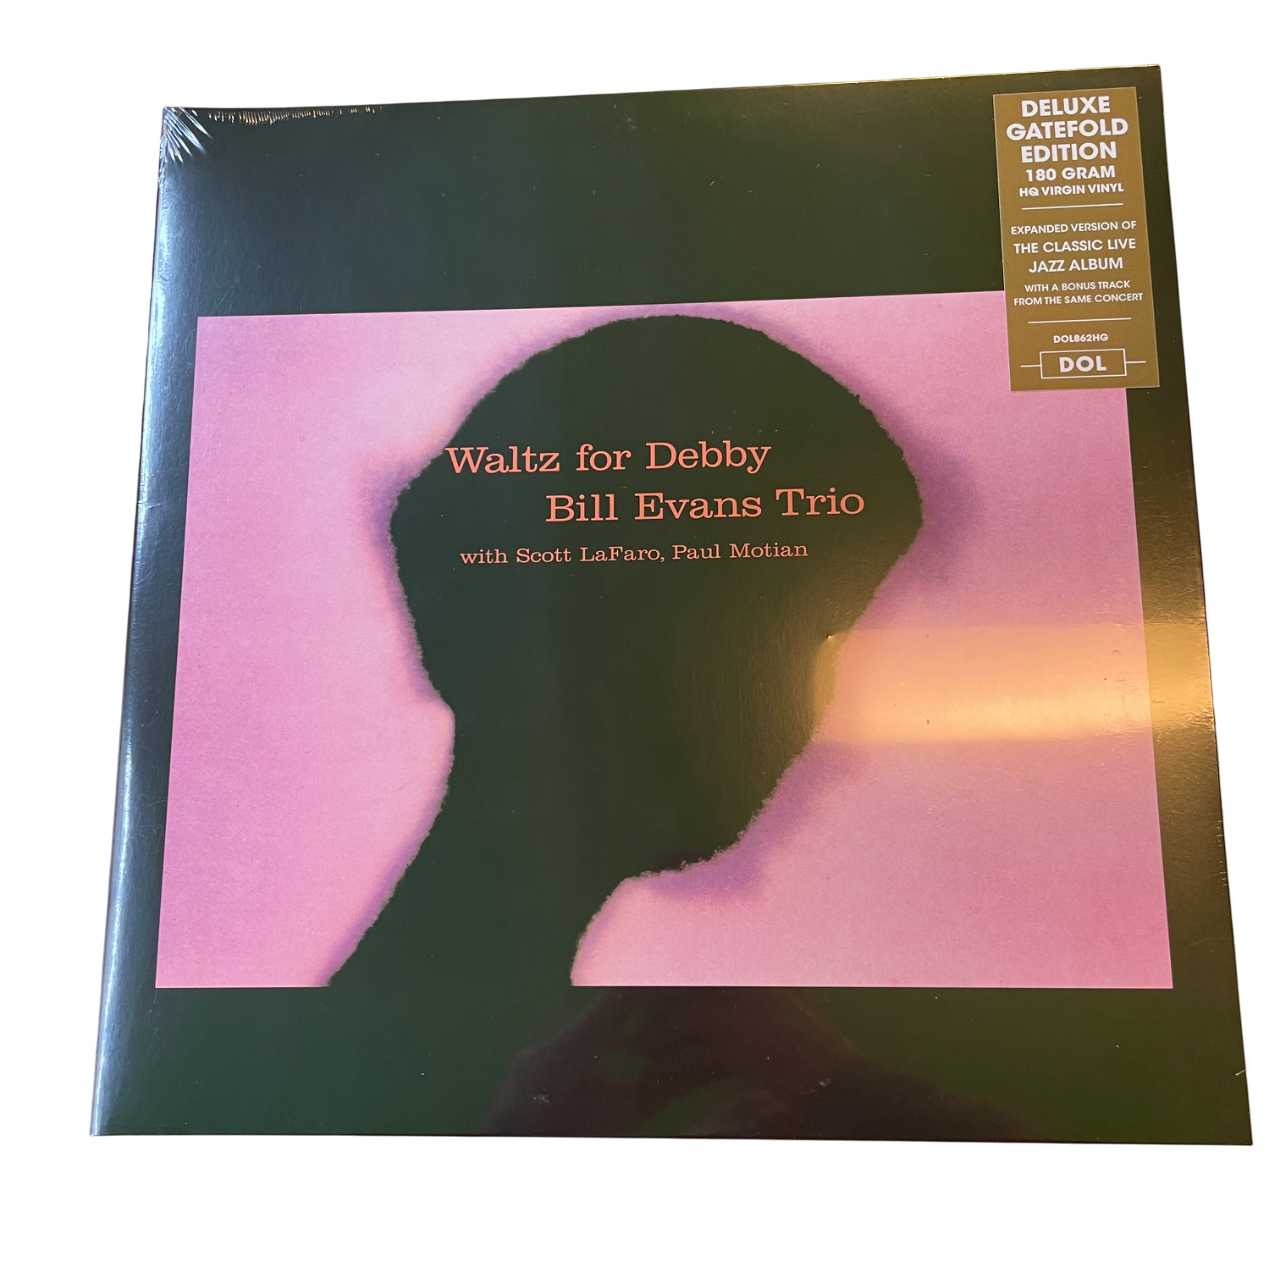 DELUXE
GATEFOLD
EDITION
180 GRAM
HQ VIRGIN VINYL
EXPANDED VERSION OF
THE CLASSIC LIVE
JAZZ ALBUM
WITH A BONUS TRACK
FROM THE SAME CONCERT
DOL862HG
DOL
Waltz for Debby
Bill Evans Trio
with Scott LaFaro, Paul Motian